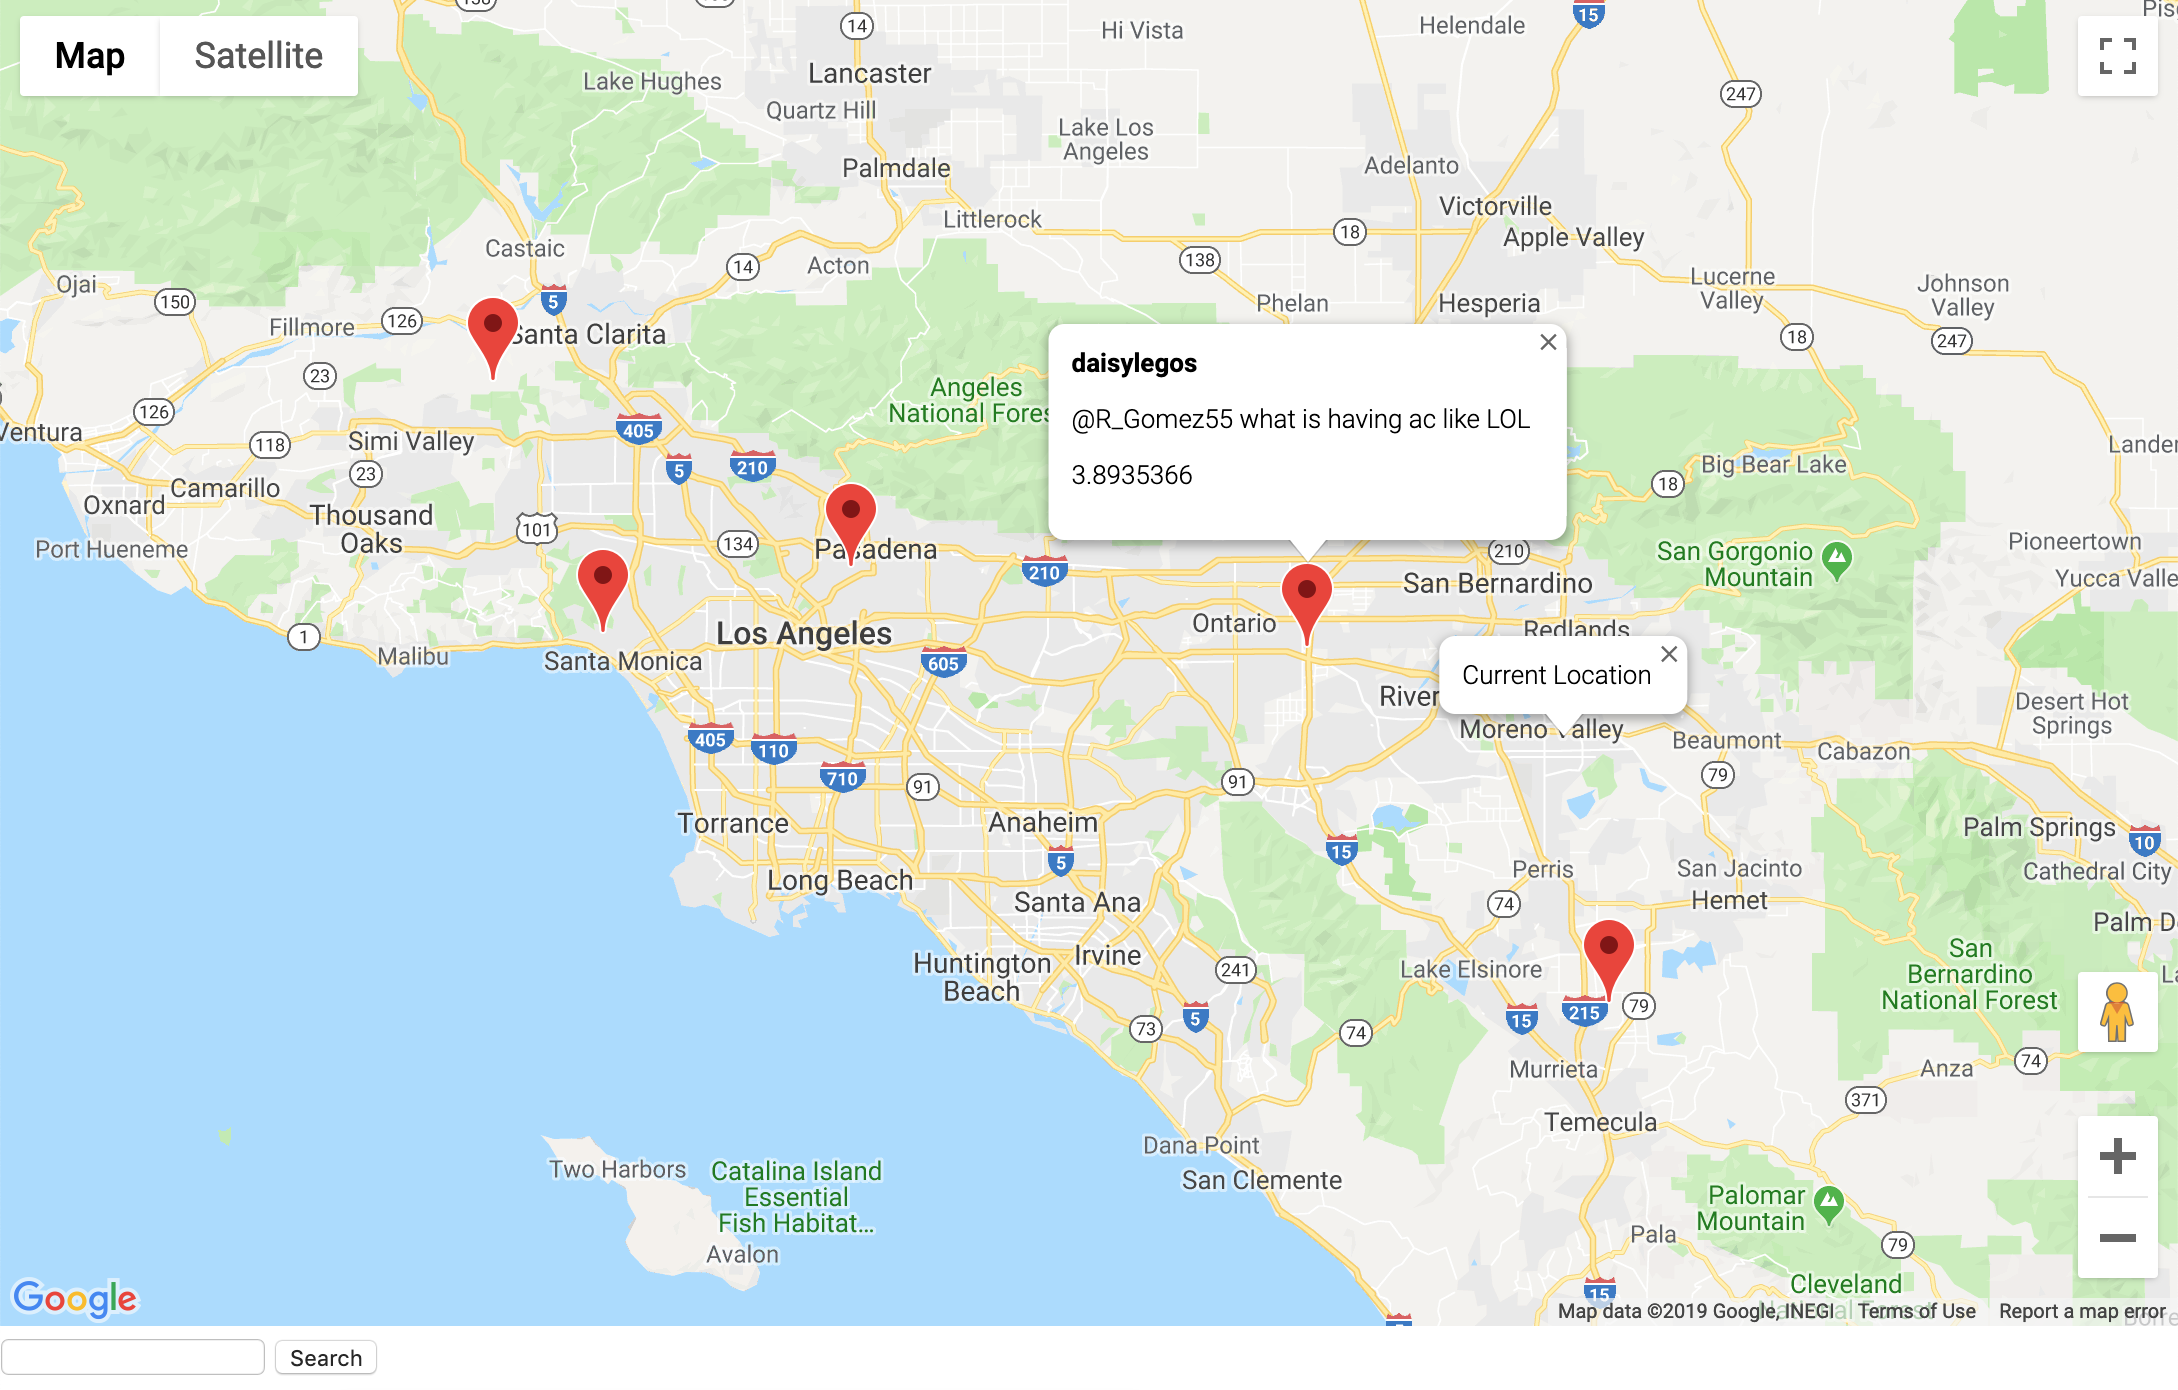 138
14
Hi Vista
Helendale
15
Map
Satellite
Lake Hughes
Lancaster
Quartz Hill
247
Lake Los
Angeles
Palmdale
Adelanto
Littlerock
Victorville
18
Apple Valley
Castaic
14
Acton
138
Lucerne
Valley
Johnson
Valley
Ojai
150
5
Phelan
Hesperia
Fillmore
126
Santa Clarita
18
247
23
daisylegos
@R_Gomez55 what is having ac like LOL
3.8935366
Angeles
National Fores
126
Ventura
118
Simi Valley
405
Lander
5
210
23
Big Bear Lake
18
Camarillo
Oxnard
Thousand
Oaks
101
134
Pasadena
Port Hueneme
210
210
San Gorgonio
Mountain
Pioneertown
Yucca Valle
San Bernardino
Ontario
Redlands
1
Malibu
Los Angeles
Santa Monica
605
Current Location
River
Moreno Valley
Beaumont
Cabazon
Desert Hot
Springs
405
110
710
91
91
79
Torrance
Anaheim
5
15
Palm Springs
10
Cathedral City
Long Beach
Santa Ana
Perris
San Jacinto
Hemet
74
Palm D
Huntington
Beach
Irvine
241
Lake Elsinore
San
Bernardino
National Forest
La
73
5
74
15
215
79
Murrieta
Anza
74
371
Temecula
Dana Point
San Clemente
Two Harbors
Catalina Island
Essential
Fish Habitat...
Avalon
Palomar
Mountain
Pala
79
Cleveland
National Forest
15
Google
Map data ©2019 Google, INEGI
Terms of Use
Report a map error
Search